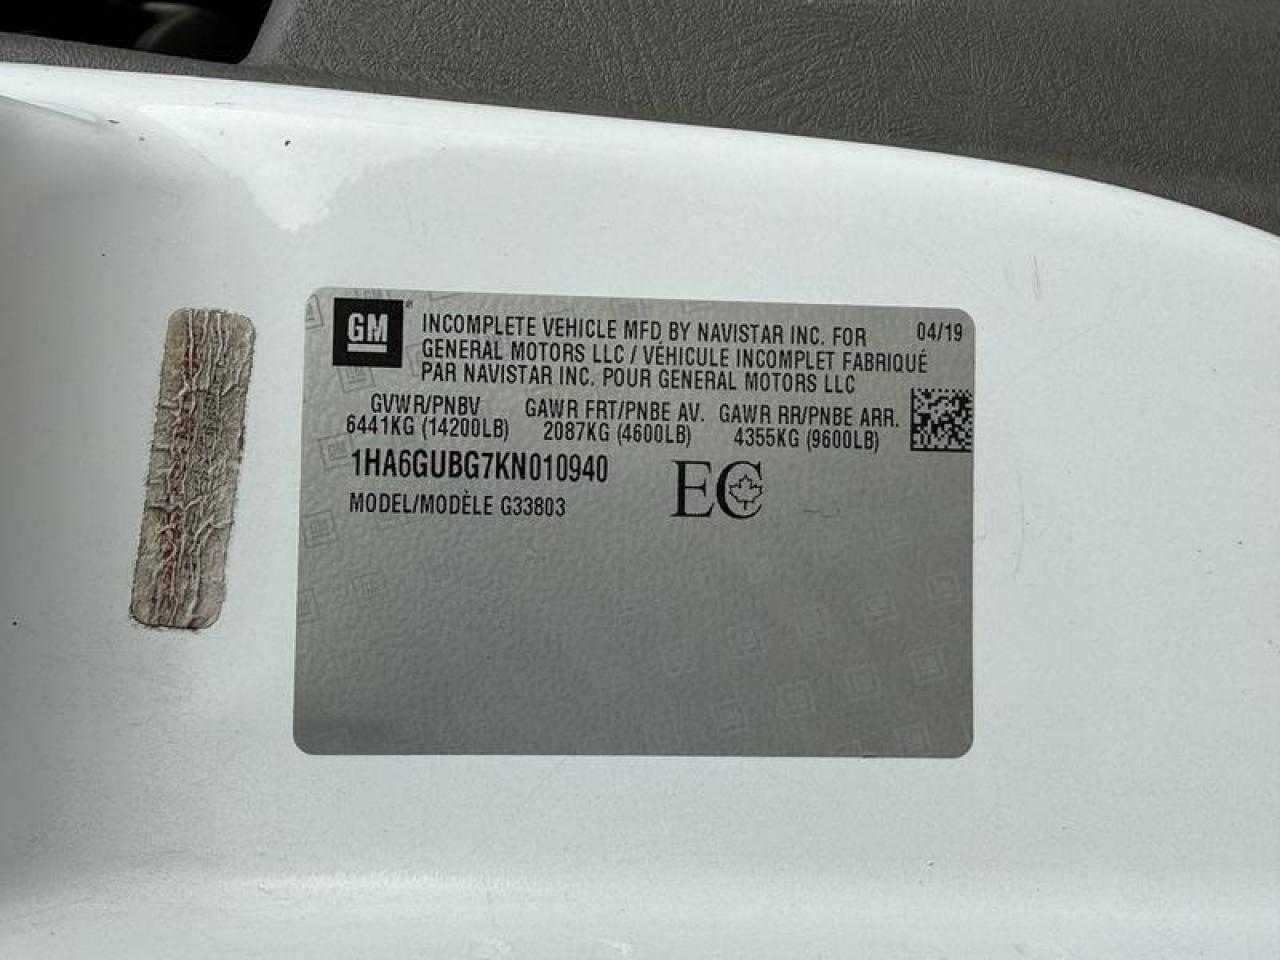 GM
INCOMPLETE VEHICLE MFD BY NAVISTAR INC. FOR
04/19
GENERAL MOTORS LLC / VÉHICULE INCOMPLET FABRIQUÉ
PAR NAVISTAR INC. POUR GENERAL MOTORS LLC
GVWR/PNBV GAWR FRT/PNBE AV. GAWR RR/PNBE ARR.
6441KG (14200LB) 2087KG (4600LB) 4355KG (9600LB)
1HA6GUBG7KN010940
EC
MODEL/MODÈLE G33803